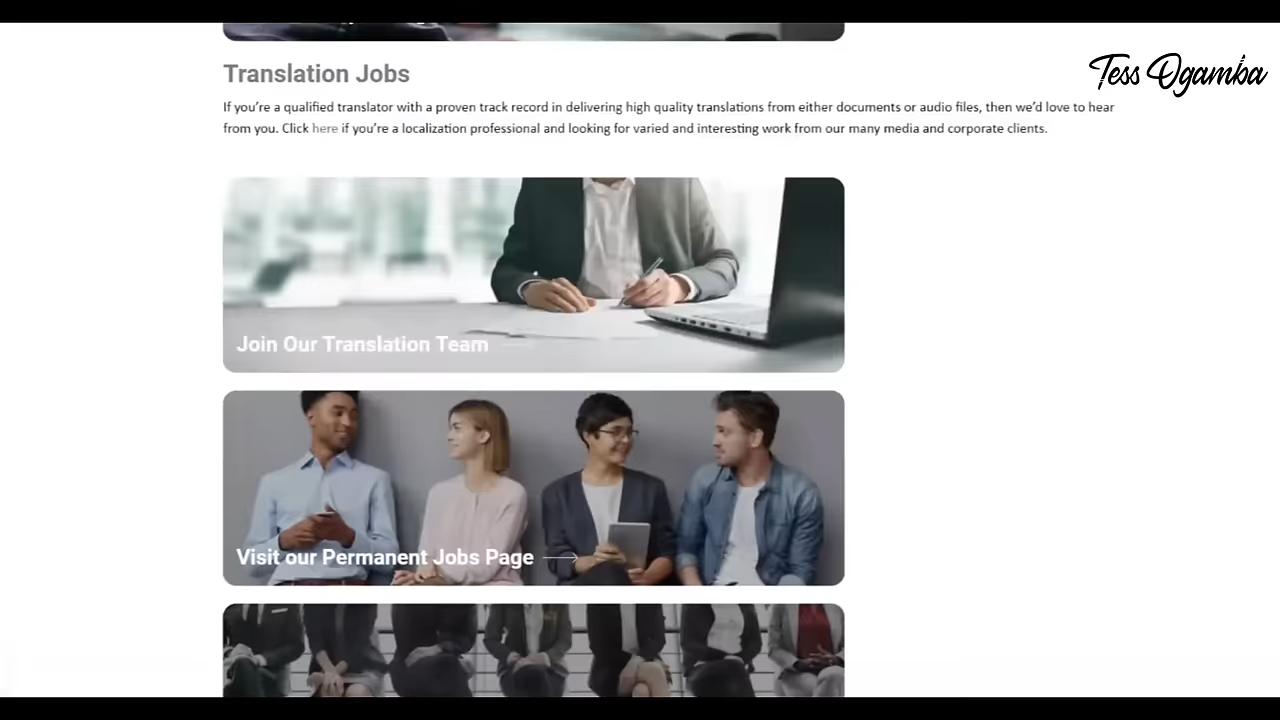 Tess Ogamba
Translation Jobs
If you're a qualified translator with a proven track record in delivering high quality translations from either documents or audio files, then we'd love to hear
from you. Click here if you're a localization professional and looking for varied and interesting work from our many media and corporate clients.
Join Our Translation Team
Visit our Permanent Jobs Page